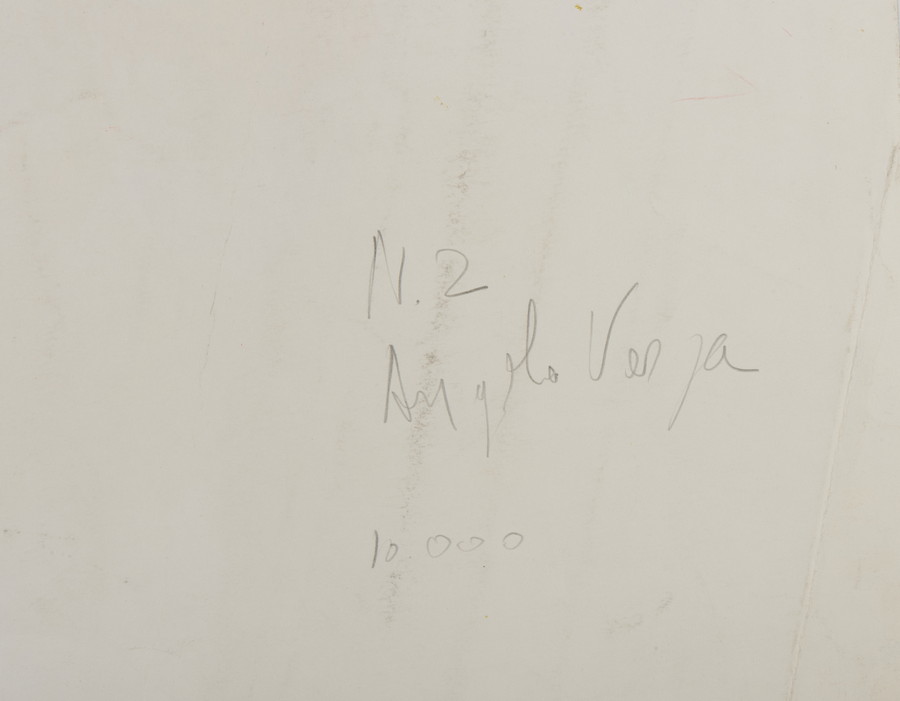 N. 2
Angelo Verga
10.000